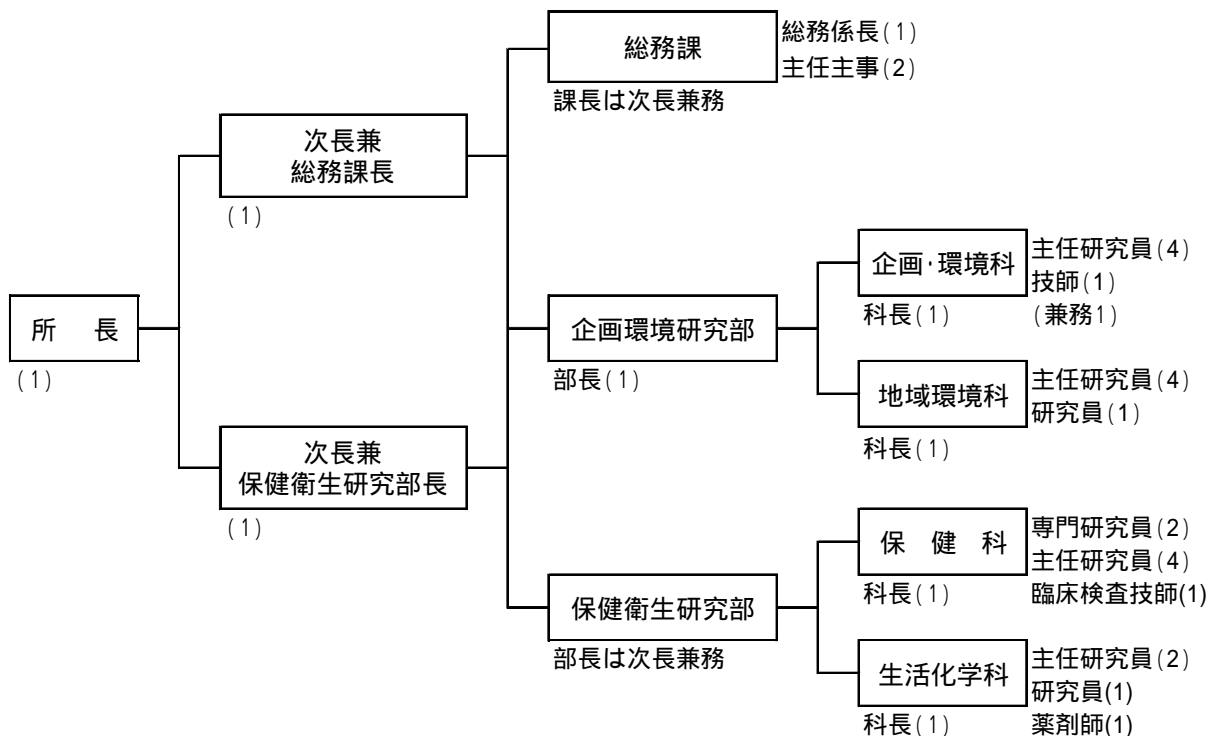 所　長
(1)
次長兼
総務課長
(1)
次長兼
保健衛生研究部長
(1)
総務課
総務係長(1)
主任主事(2)
課長は次長兼務
企画環境研究部
部長(1)
企画・環境科
主任研究員(4)
技師(1)
(兼務1)
科長(1)
地域環境科
主任研究員(4)
研究員(1)
科長(1)
保健衛生研究部
部長は次長兼務
保　健　科
専門研究員(2)
主任研究員(4)
臨床検査技師(1)
科長(1)
生活化学科
主任研究員(2)
研究員(1)
薬剤師(1)
科長(1)